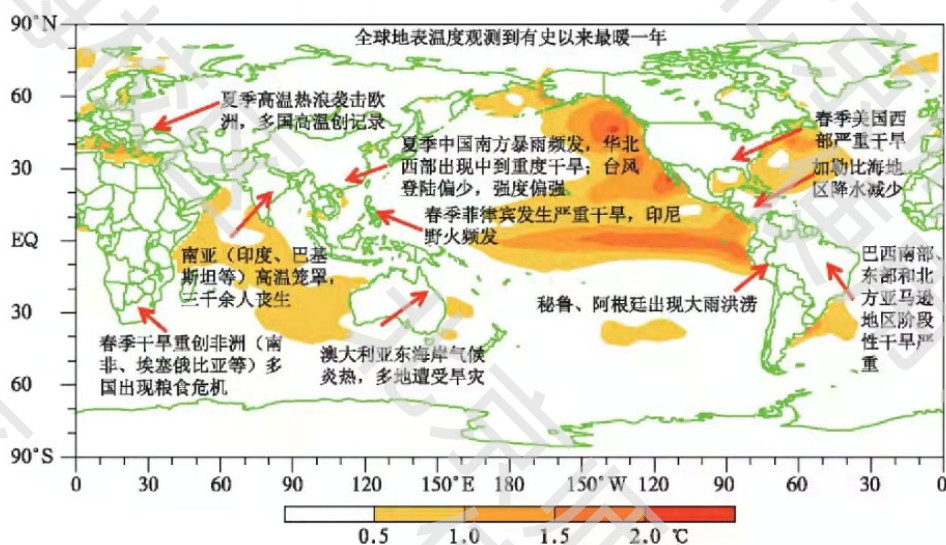 全球地表温度观测到有史以来最暖一年
夏季高温热浪袭击欧
洲，多国高温创记录
夏季中国南方暴雨频发，华北
西部出现中到重度干旱；台风
登陆偏少，强度偏强
春季美国西
部严重干旱
加勒比海地
区降水减少
春季菲律宾发生严重干旱，印尼
野火频发
南亚（印度、巴基
斯坦等）高温笼罩，
三千余人丧生
秘鲁、阿根廷出现大雨洪涝
巴西南部、
东部和北
方亚马逊
地区阶段
性干旱严
重
春季干旱重创非洲（南
非、埃塞俄比亚等）多
国出现粮食危机
澳大利亚东海岸气候
炎热，多地遭受旱灾
90°N
60
30
EQ
30
60
90°S
0 30 60 90 120 150°E 180 150°W 120 90 60 30 0
0.5 1.0 1.5 2.0 ℃